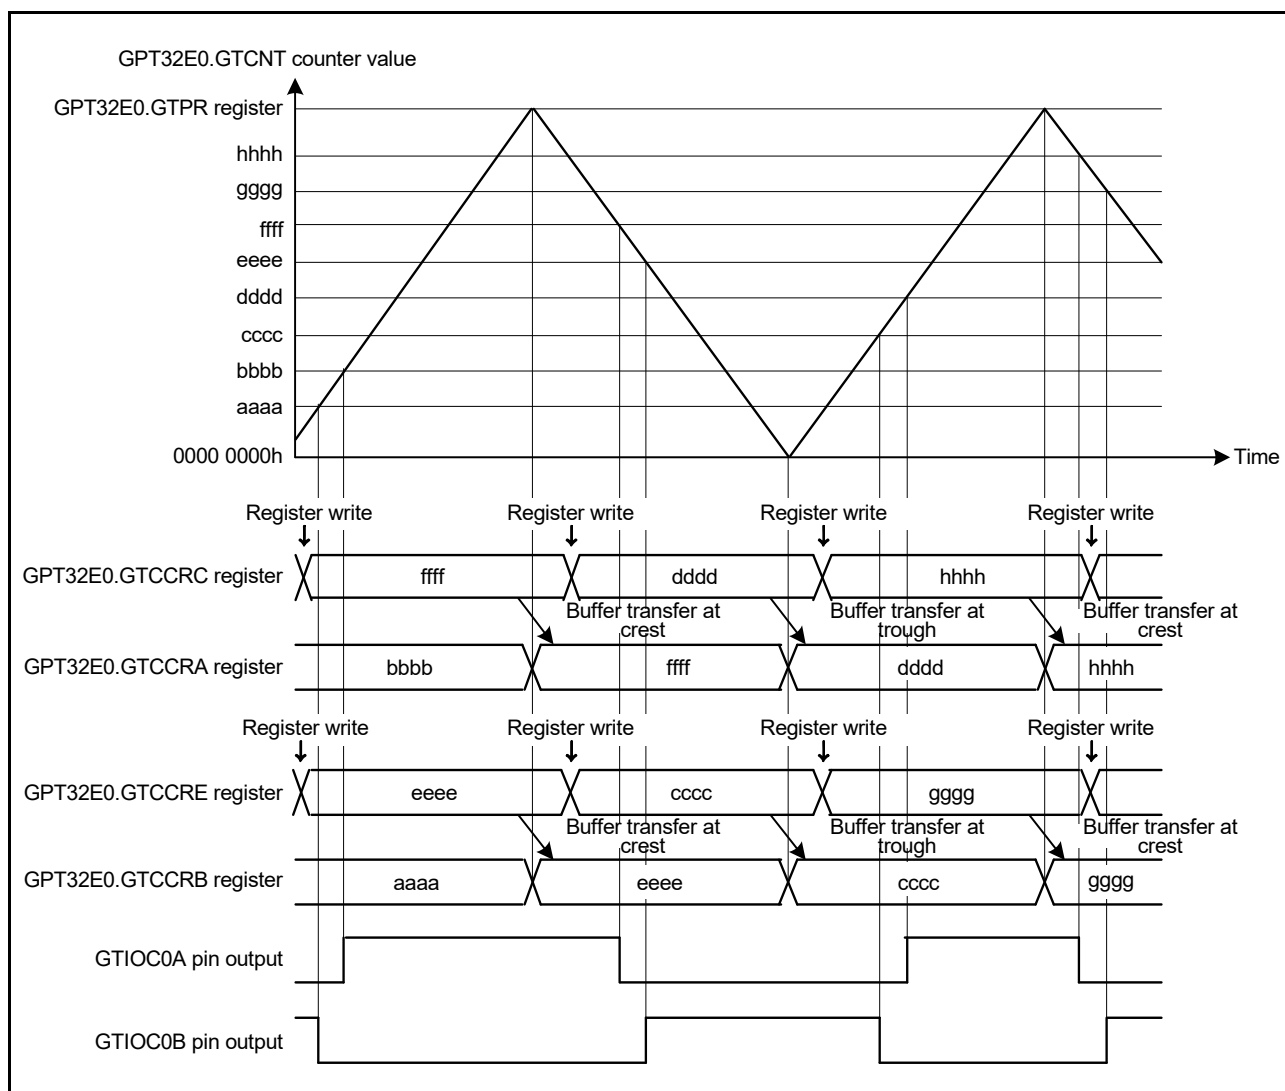 GPT32E0.GTCNT counter value
GPT32E0.GTPR register
hhhh
gggg
ffff
eeee
dddd
cccc
bbbb
aaaa
0000 0000h
Time
Register write Register write Register write Register write
GPT32E0.GTCCRC register ffff dddd hhhh
Buffer transfer at Buffer transfer at Buffer transfer at
crest trough crest
GPT32E0.GTCCRA register bbbb ffff dddd hhhh
Register write Register write Register write Register write
GPT32E0.GTCCRE register eeee cccc gggg
Buffer transfer at Buffer transfer at Buffer transfer at
crest trough crest
GPT32E0.GTCCRB register aaaa eeee cccc gggg
GTIOC0A pin output
GTIOC0B pin output